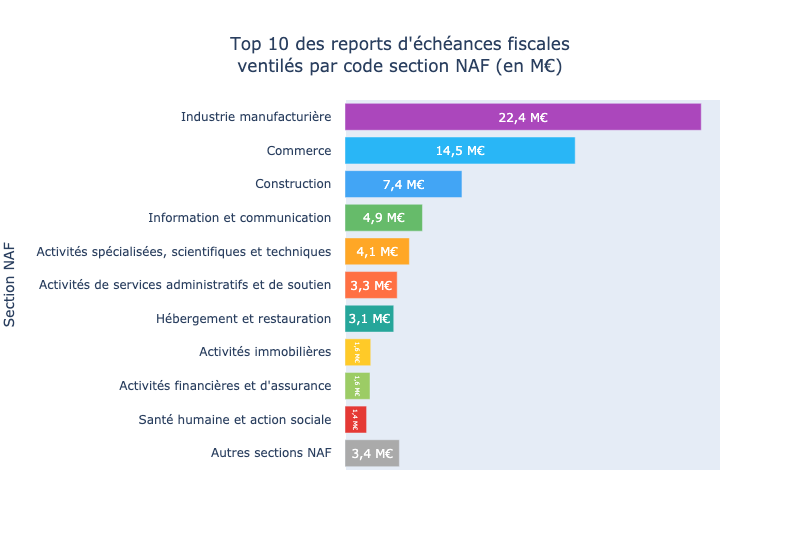 Top 10 des reports d'échéances fiscales
ventilés par code section NAF (en M€)
Section NAF
Industrie manufacturière
22,4 M€
Commerce
14,5 M€
Construction
7,4 M€
Information et communication
4,9 M€
Activités spécialisées, scientifiques et techniques
4,1 M€
Activités de services administratifs et de soutien
3,3 M€
Hébergement et restauration
3,1 M€
Activités immobilières
1,6 M€
Activités financières et d'assurance
1,6 M€
Santé humaine et action sociale
1,4 M€
Autres sections NAF
3,4 M€